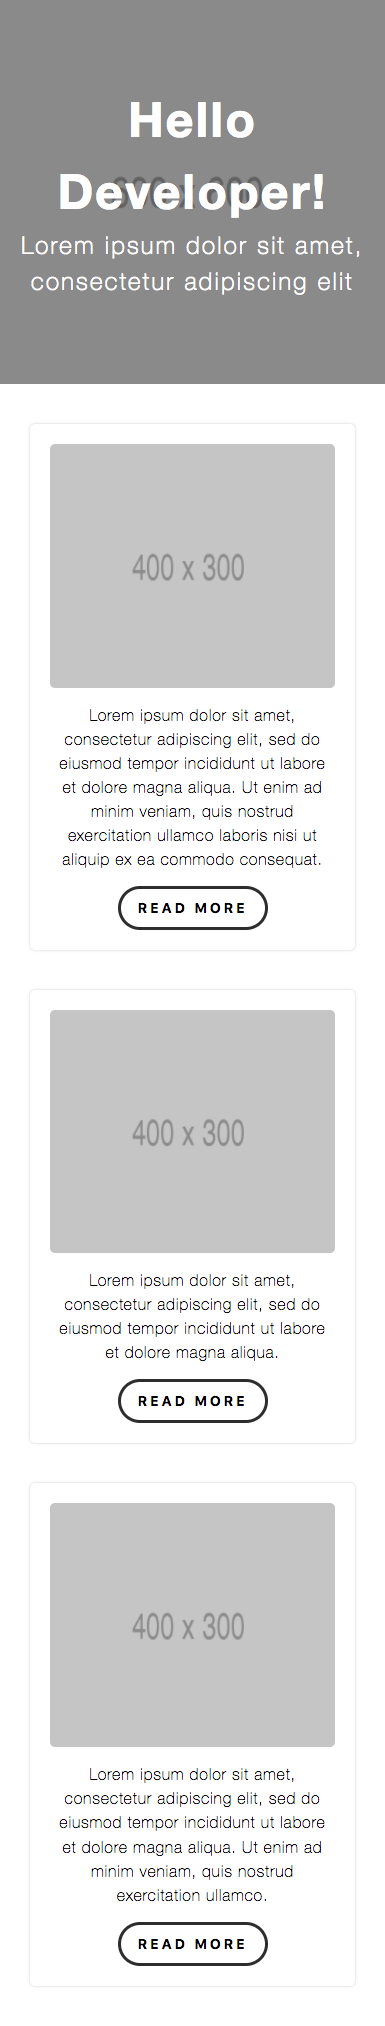 Hello
Developer!
Lorem ipsum dolor sit amet,
consectetur adipiscing elit
400 x 300
Lorem ipsum dolor sit amet,
consectetur adipiscing elit, sed do
eiusmod tempor incididunt ut labore
et dolore magna aliqua. Ut enim ad
minim veniam, quis nostrud
exercitation ullamco laboris nisi ut
aliquip ex ea commodo consequat.
READ MORE
400 x 300
Lorem ipsum dolor sit amet,
consectetur adipiscing elit, sed do
eiusmod tempor incididunt ut labore
et dolore magna aliqua.
READ MORE
400 x 300
Lorem ipsum dolor sit amet,
consectetur adipiscing elit, sed do
eiusmod tempor incididunt ut labore
et dolore magna aliqua. Ut enim ad
minim veniam, quis nostrud
exercitation ullamco.
READ MORE